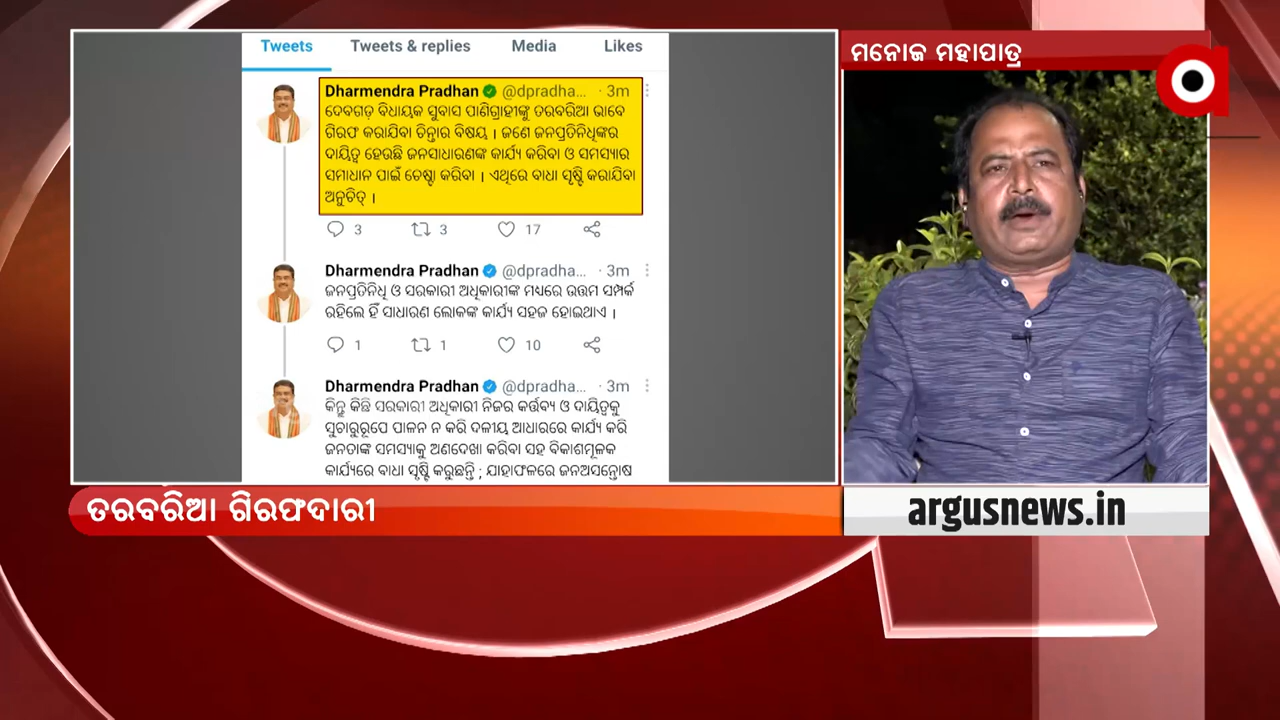 Tweets Tweets & replies Media Likes
Dharmendra Pradhan @dpradha... · 3m
ଦେବଗଡ଼ ବିଧାୟକ ସୁବାସ ପାଣିଗ୍ରାହୀଙ୍କୁ ତରବରିଆ ଭାବେ
ଗିରଫ କରାଯିବା ଚିନ୍ତାର ବିଷୟ । ଜଣେ ଜନପ୍ରତିନିଧିଙ୍କର
ଦାୟିତ୍ୱ ହେଉଛି ଜନସାଧାରଣଙ୍କ କାର୍ଯ୍ୟ କରିବା ଓ ସମସ୍ୟାର
ସମାଧାନ ପାଇଁ ଚେଷ୍ଟା କରିବା । ଏଥିରେ ବାଧା ସୃଷ୍ଟି କରାଯିବା
ଅନୁଚିତ୍ ।
3 3 17
Dharmendra Pradhan @dpradha... · 3m
ଜନପ୍ରତିନିଧି ଓ ସରକାରୀ ଅଧିକାରୀଙ୍କ ମଧ୍ୟରେ ଉତ୍ତମ ସମ୍ପର୍କ
ରହିଲେ ହିଁ ସାଧାରଣ ଲୋକଙ୍କ କାର୍ଯ୍ୟ ସହଜ ହୋଇଥାଏ ।
1 1 10
Dharmendra Pradhan @dpradha... · 3m
କିନ୍ତୁ କିଛି ସରକାରୀ ଅଧିକାରୀ ନିଜର କର୍ତ୍ତବ୍ୟ ଓ ଦାୟିତ୍ୱକୁ
ସୁଚାରୁରୂପେ ପାଳନ ନ କରି ଦଳୀୟ ଆଧାରରେ କାର୍ଯ୍ୟ କରି
ଜନତାଙ୍କ ସମସ୍ୟାକୁ ଅଣଦେଖା କରିବା ସହ ବିକାଶମୂଳକ
କାର୍ଯ୍ୟରେ ବାଧା ସୃଷ୍ଟି କରୁଛନ୍ତି ; ଯାହାଫଳରେ ଜନଅସନ୍ତୋଷ
ମନୋଜ ମହାପାତ୍ର
ତରବରିଆ ଗିରଫଦାରୀ
argusnews.in